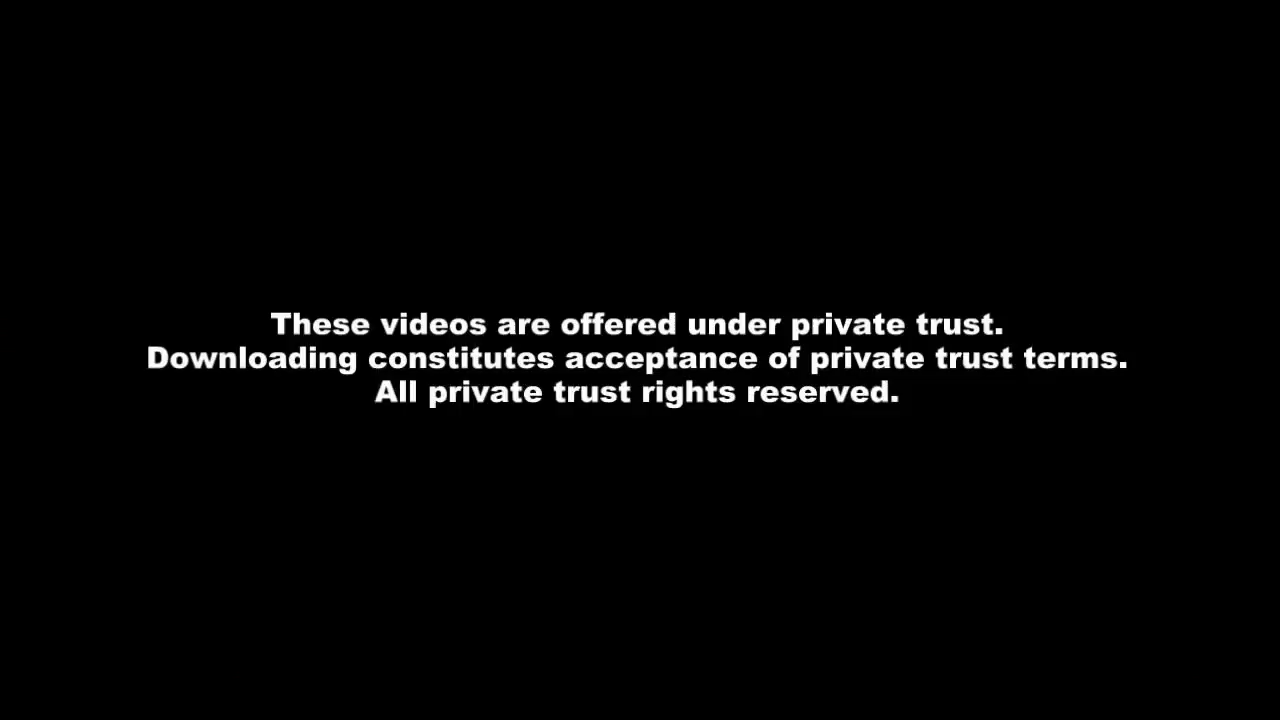 These videos are offered under private trust.
Downloading constitutes acceptance of private trust terms.
All private trust rights reserved.